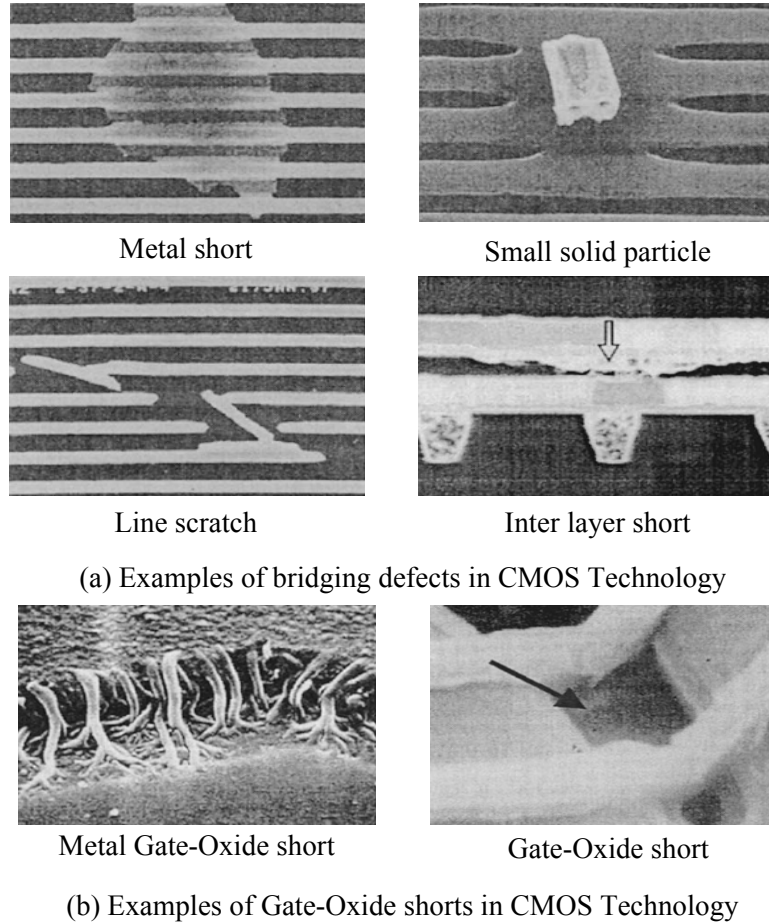 Metal short
Small solid particle
Line scratch
Inter layer short
(a) Examples of bridging defects in CMOS Technology
Metal Gate-Oxide short
Gate-Oxide short
(b) Examples of Gate-Oxide shorts in CMOS Technology